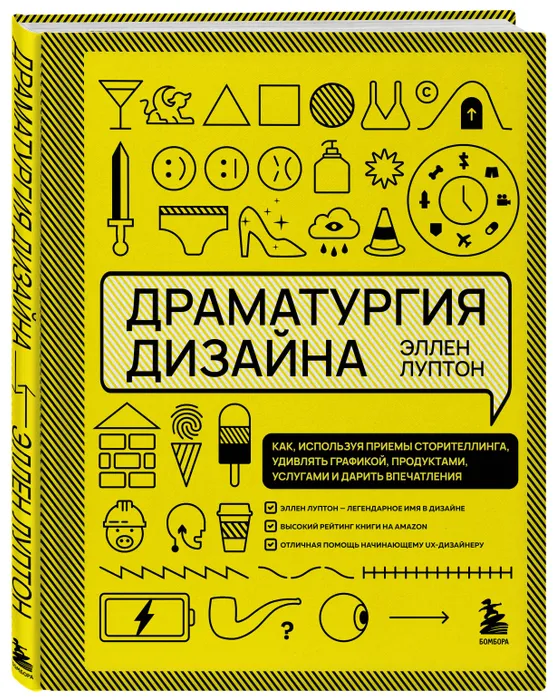 ©
ДРАМАТУРГИЯ
ДИЗАЙНА
ЭЛЛЕН
ЛУПТОН
КАК, ИСПОЛЬЗУЯ ПРИЕМЫ СТОРИТЕЛЛИНГА,
УДИВЛЯТЬ ГРАФИКОЙ, ПРОДУКТАМИ,
УСЛУГАМИ И ДАРИТЬ ВПЕЧАТЛЕНИЯ
ЭЛЛЕН ЛУПТОН – ЛЕГЕНДАРНОЕ ИМЯ В ДИЗАЙНЕ
ВЫСОКИЙ РЕЙТИНГ КНИГИ НА AMAZON
ОТЛИЧНАЯ ПОМОЩЬ НАЧИНАЮЩЕМУ UX-ДИЗАЙНЕРУ
?
БОМБОРА
ДРАМАТУРГИЯ ДИЗАЙНА
ЭЛЛЕН ЛУПТОН
БОМБОРА